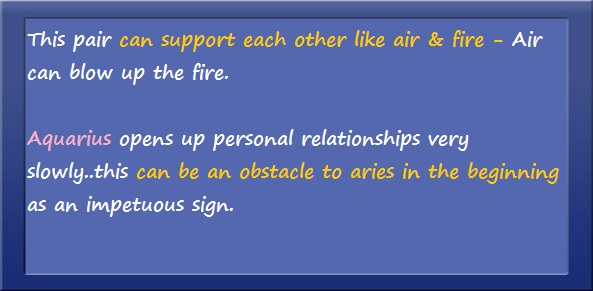 This pair can support each other like air & fire - Air
can blow up the fire.
Aquarius opens up personal relationships very
slowly..this can be an obstacle to aries in the beginning
as an impetuous sign.